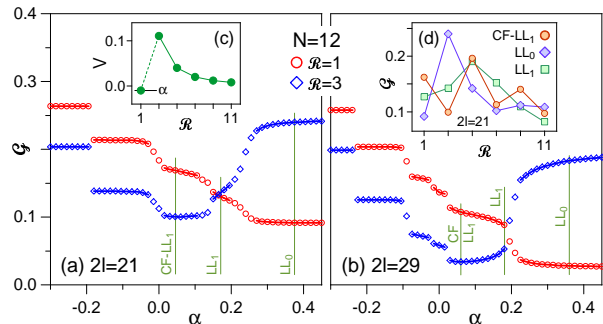 V
0.1
0.0
(c)
α
1
ℛ
11
N=12
ℛ=1
ℛ=3
(d)
CF-LL₁
LL₀
LL₁
𝒢
0.2
0.1
2l=21
1
ℛ
11
𝒢
0.3
0.2
0.1
0.0
CF-LL₁
LL₁
LL₀
CF
LL₁
LL₁
LL₀
(a) 2l=21
(b) 2l=29
-0.2
0.0
0.2
0.4
-0.2
0.0
0.2
0.4
α
α